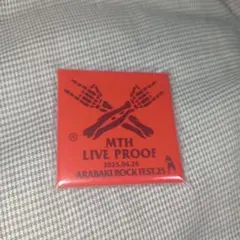 MTH
LIVE PROOF
2025.04.26
ARABAKI ROCK FEST.25